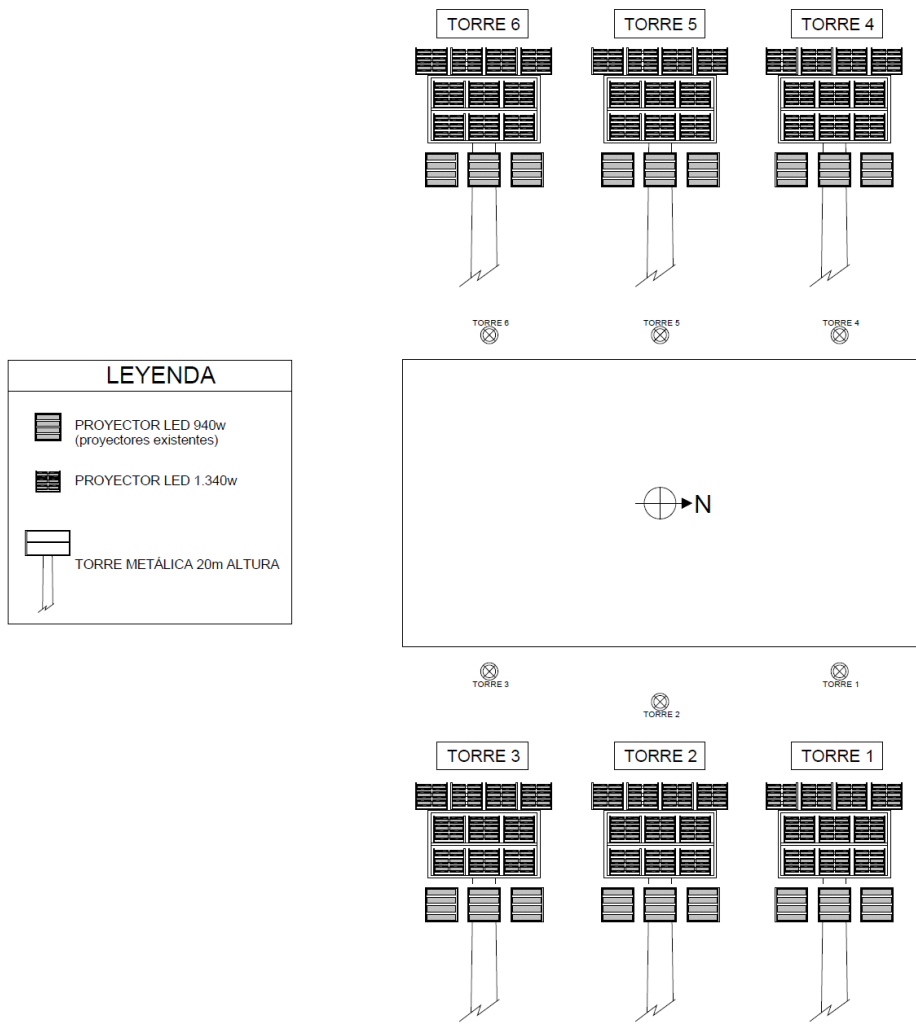 TORRE 6
TORRE 5
TORRE 4
TORRE 6
TORRE 5
TORRE 4
LEYENDA
PROYECTOR LED 940w
(proyectores existentes)
PROYECTOR LED 1.340w
TORRE METÁLICA 20m ALTURA
N
TORRE 3
TORRE 1
TORRE 2
TORRE 3
TORRE 2
TORRE 1